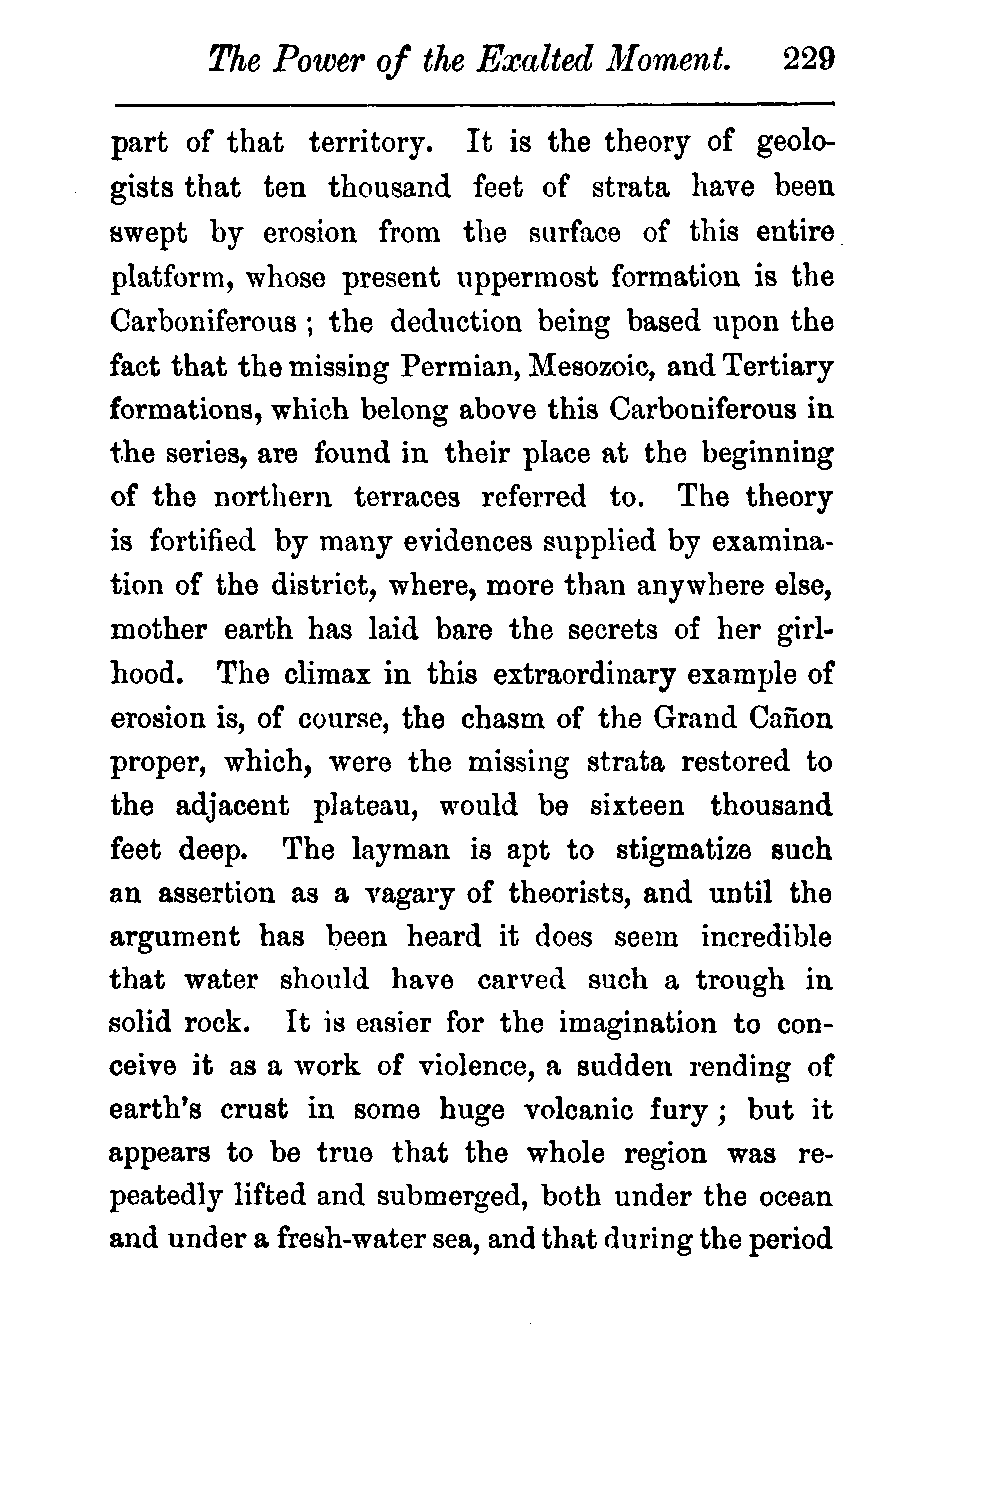 The Power of the Exalted Moment. 229
part of that territory. It is the theory of geolo-
gists that ten thousand feet of strata have been
swept by erosion from the surface of this entire
platform, whose present uppermost formation is the
Carboniferous ; the deduction being based upon the
fact that the missing Permian, Mesozoic, and Tertiary
formations, which belong above this Carboniferous in
the series, are found in their place at the beginning
of the northern terraces referred to. The theory
is fortified by many evidences supplied by examina-
tion of the district, where, more than anywhere else,
mother earth has laid bare the secrets of her girl-
hood. The climax in this extraordinary example of
erosion is, of course, the chasm of the Grand Cañon
proper, which, were the missing strata restored to
the adjacent plateau, would be sixteen thousand
feet deep. The layman is apt to stigmatize such
an assertion as a vagary of theorists, and until the
argument has been heard it does seem incredible
that water should have carved such a trough in
solid rock. It is easier for the imagination to con-
ceive it as a work of violence, a sudden rending of
earth's crust in some huge volcanic fury ; but it
appears to be true that the whole region was re-
peatedly lifted and submerged, both under the ocean
and under a fresh-water sea, and that during the period